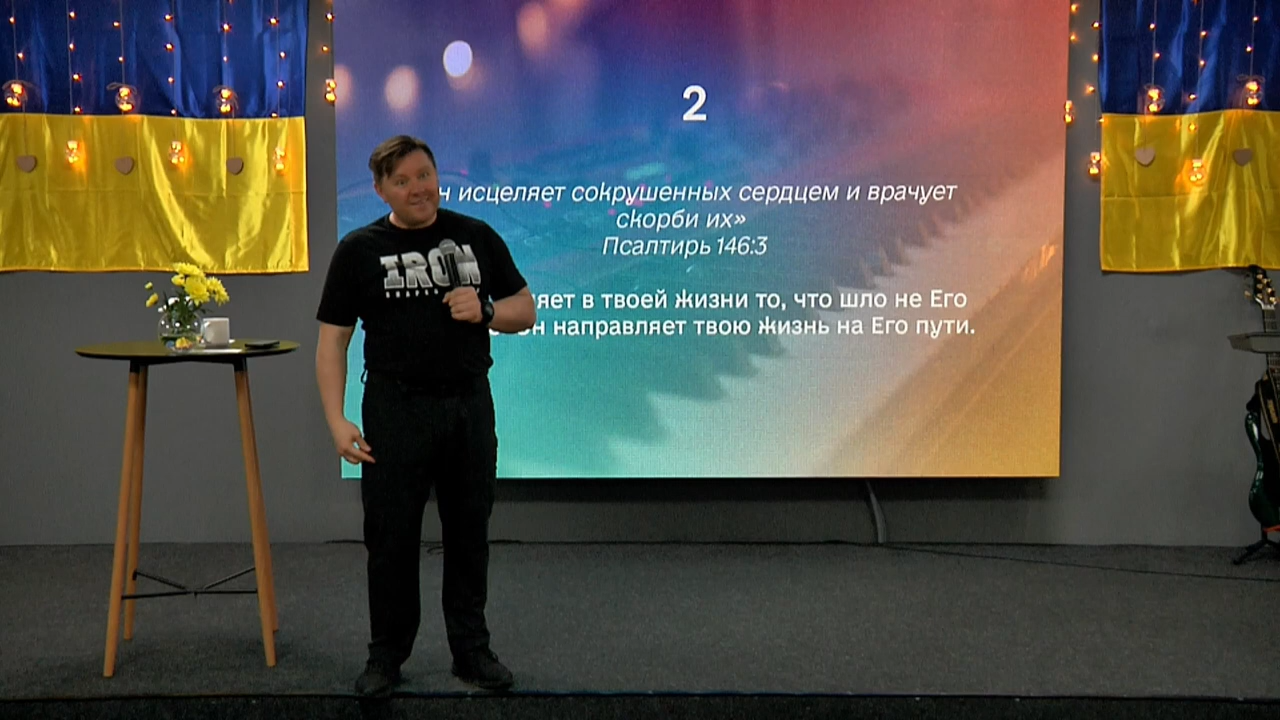 2
исцеляет сокрушенных сердцем и врачует
скорби их»
Псалтирь 146:3
в твоей жизни то, что шло не Его
направляет твою жизнь на Его пути.
IRON